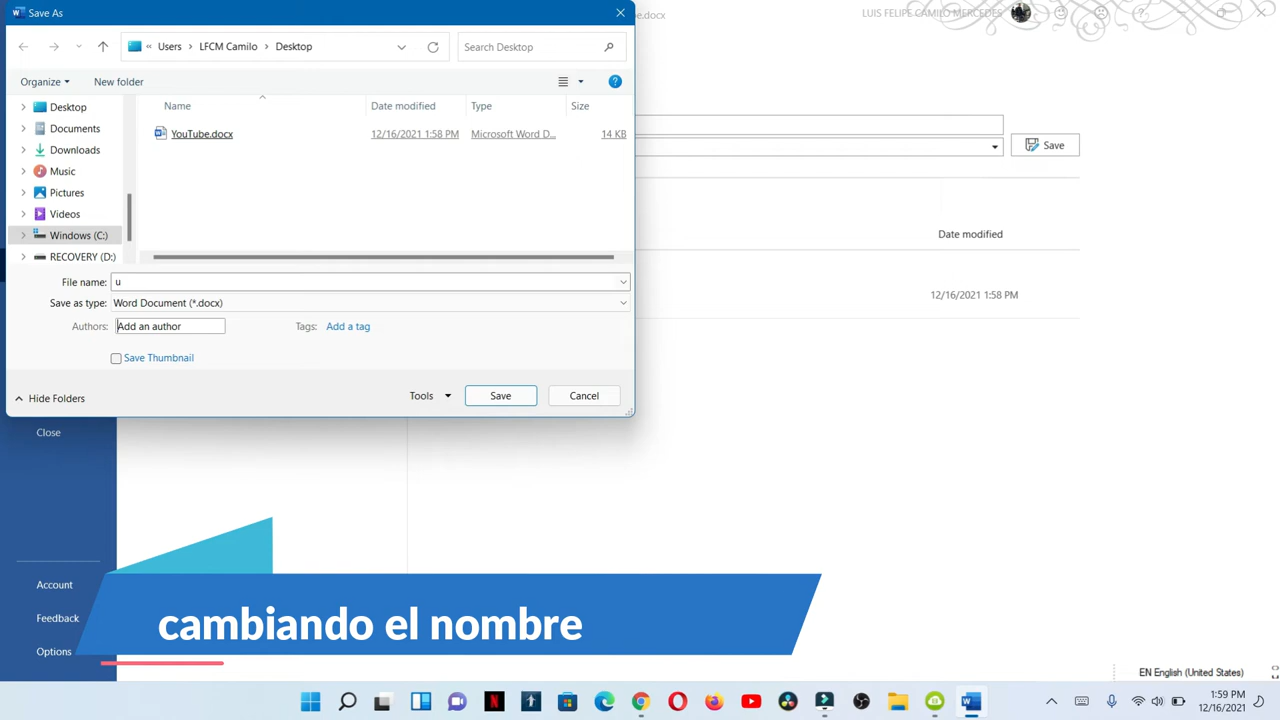 Save As
be.docx
LUIS FELIPE CAMILO MERCEDES
« Users > LFCM Camilo > Desktop
Search Desktop
Organize
New folder
Name
Date modified
Type
Size
Desktop
Documents
Downloads
Music
Pictures
Videos
Windows (C:)
RECOVERY (D:)
YouTube.docx
12/16/2021 1:58 PM
Microsoft Word D...
14 KB
Save
Date modified
12/16/2021 1:58 PM
File name: u
Save as type: Word Document (*.docx)
Authors: Add an author
Tags: Add a tag
Save Thumbnail
Hide Folders
Tools
Save
Cancel
Close
Account
Feedback
Options
cambiando el nombre
EN English (United States)
1:59 PM
12/16/2021